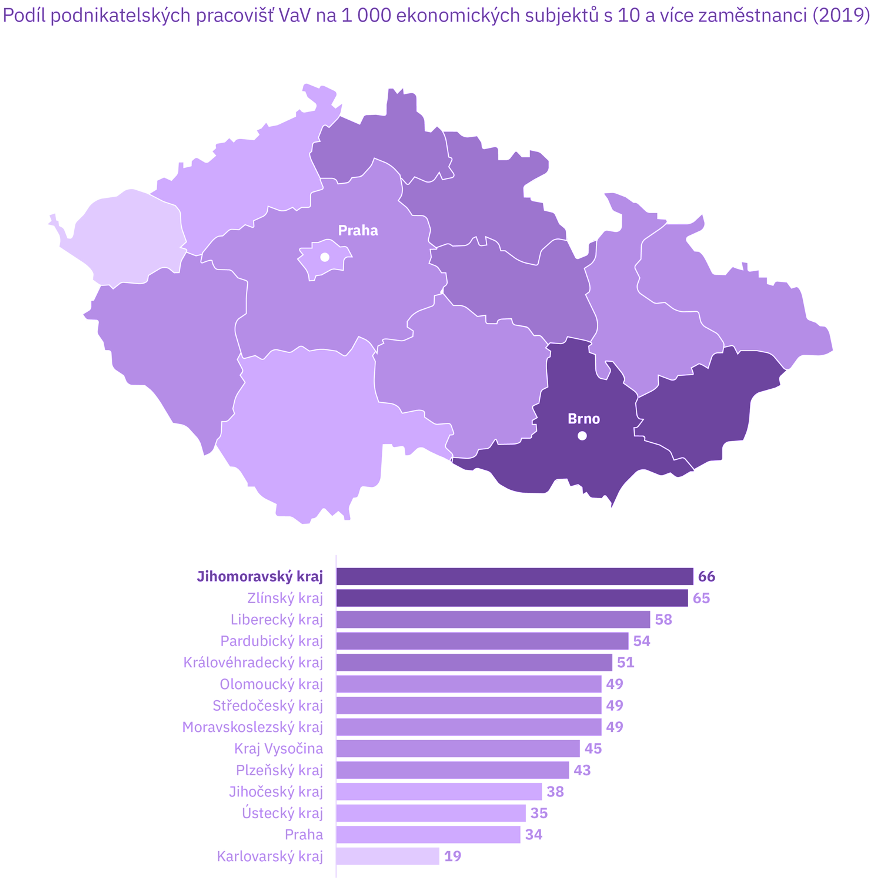 Podíl podnikatelských pracovišť VaV na 1 000 ekonomických subjektů s 10 a více zaměstnanci (2019)
Praha
Brno
Jihomoravský kraj 66
Zlínský kraj 65
Liberecký kraj 58
Pardubický kraj 54
Královéhradecký kraj 51
Olomoucký kraj 49
Středočeský kraj 49
Moravskoslezský kraj 49
Kraj Vysočina 45
Plzeňský kraj 43
Jihočeský kraj 38
Ústecký kraj 35
Praha 34
Karlovarský kraj 19